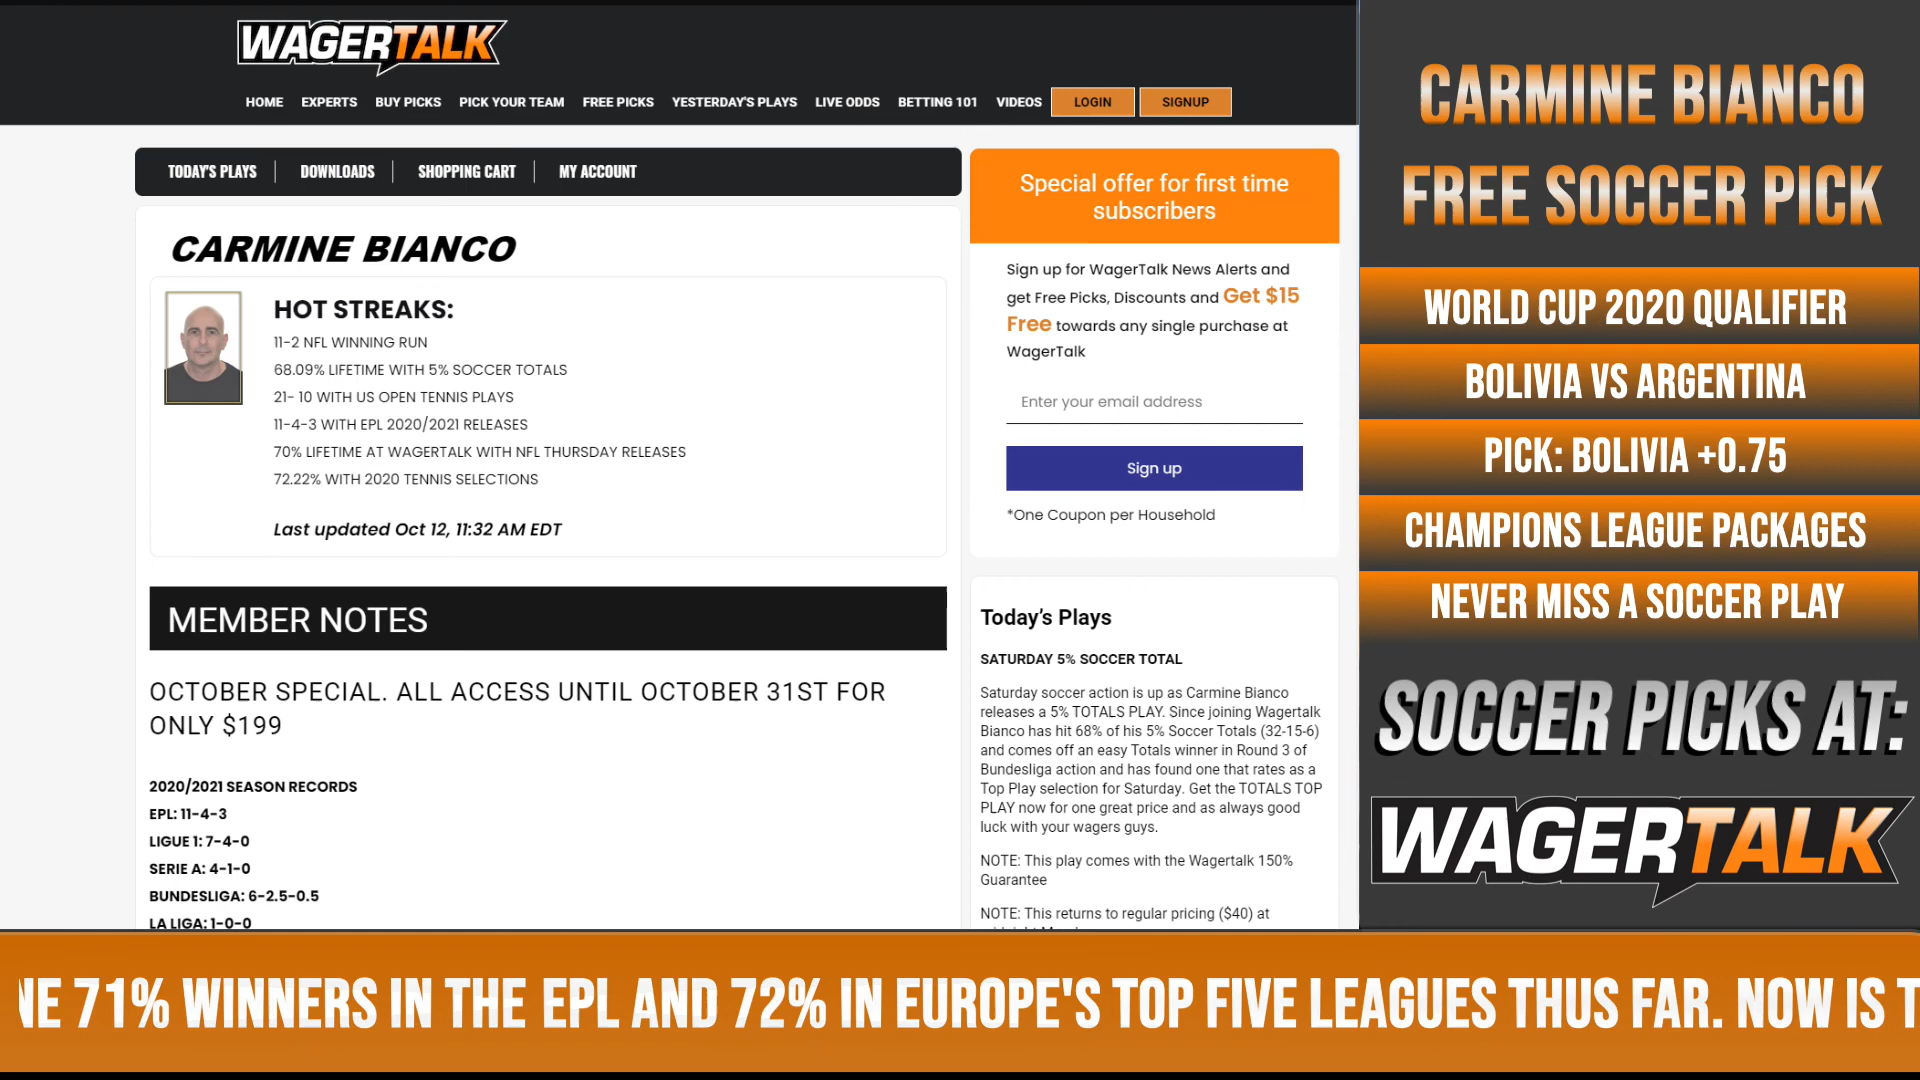 WAGERTALK
HOME EXPERTS BUY PICKS PICK YOUR TEAM FREE PICKS YESTERDAY'S PLAYS LIVE ODDS BETTING 101 VIDEOS LOGIN SIGNUP
TODAY'S PLAYS DOWNLOADS SHOPPING CART MY ACCOUNT
CARMINE BIANCO
HOT STREAKS:
11-2 NFL WINNING RUN
68.09% LIFETIME WITH 5% SOCCER TOTALS
21- 10 WITH US OPEN TENNIS PLAYS
11-4-3 WITH EPL 2020/2021 RELEASES
70% LIFETIME AT WAGERTALK WITH NFL THURSDAY RELEASES
72.22% WITH 2020 TENNIS SELECTIONS
Last updated Oct 12, 11:32 AM EDT
MEMBER NOTES
OCTOBER SPECIAL. ALL ACCESS UNTIL OCTOBER 31ST FOR
ONLY $199
2020/2021 SEASON RECORDS
EPL: 11-4-3
LIGUE 1: 7-4-0
SERIE A: 4-1-0
BUNDESLIGA: 6-2.5-0.5
LA LIGA: 1-0-0
Special offer for first time
subscribers
Sign up for WagerTalk News Alerts and
get Free Picks, Discounts and Get $15
Free towards any single purchase at
WagerTalk
Enter your email address
Sign up
*One Coupon per Household
Today's Plays
SATURDAY 5% SOCCER TOTAL
Saturday soccer action is up as Carmine Bianco
releases a 5% TOTALS PLAY. Since joining Wagertalk
Bianco has hit 68% of his 5% Soccer Totals (32-15-6)
and comes off an easy Totals winner in Round 3 of
Bundesliga action and has found one that rates as a
Top Play selection for Saturday. Get the TOTALS TOP
PLAY now for one great price and as always good
luck with your wagers guys.
NOTE: This play comes with the Wagertalk 150%
Guarantee
NOTE: This returns to regular pricing ($40) at
CARMINE BIANCO
FREE SOCCER PICK
WORLD CUP 2020 QUALIFIER
BOLIVIA VS ARGENTINA
PICK: BOLIVIA +0.75
CHAMPIONS LEAGUE PACKAGES
NEVER MISS A SOCCER PLAY
SOCCER PICKS AT:
WAGERTALK
NE 71% WINNERS IN THE EPL AND 72% IN EUROPE'S TOP FIVE LEAGUES THUS FAR. NOW IS T